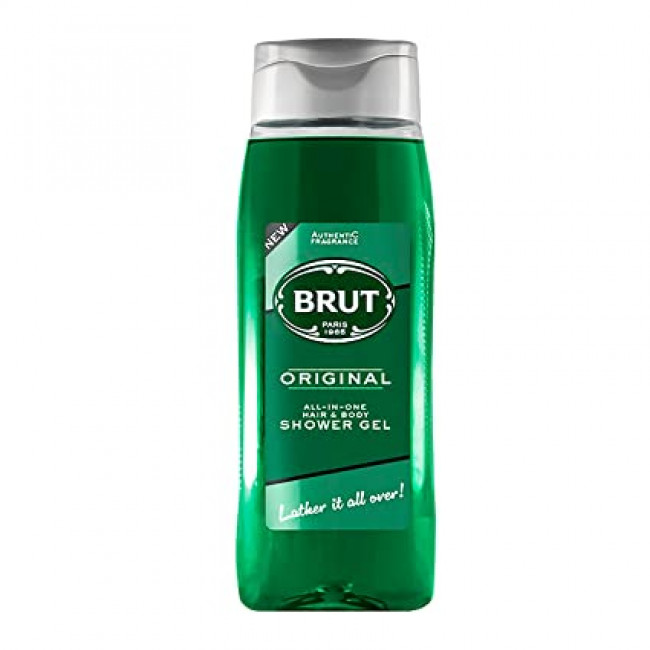 NEW
AUTHENTIC
FRAGRANCE
BRUT
PARIS
1965
ORIGINAL
ALL-IN-ONE
HAIR & BODY
SHOWER GEL
Lather it all over!